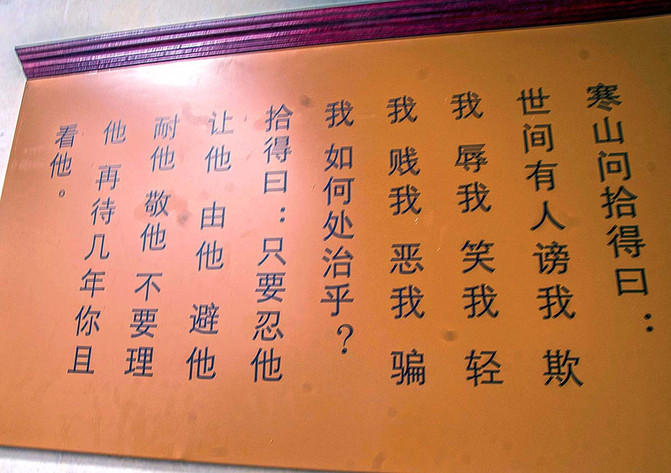 寒山问拾得曰：
世间有人谤我 欺
我 辱我 笑我 轻
我 贱我 恶我 骗
我 如何处治乎？
拾得曰：只要忍他
让他 由他 避他
耐他 敬他 不要理
他 再待几年你且
看他。